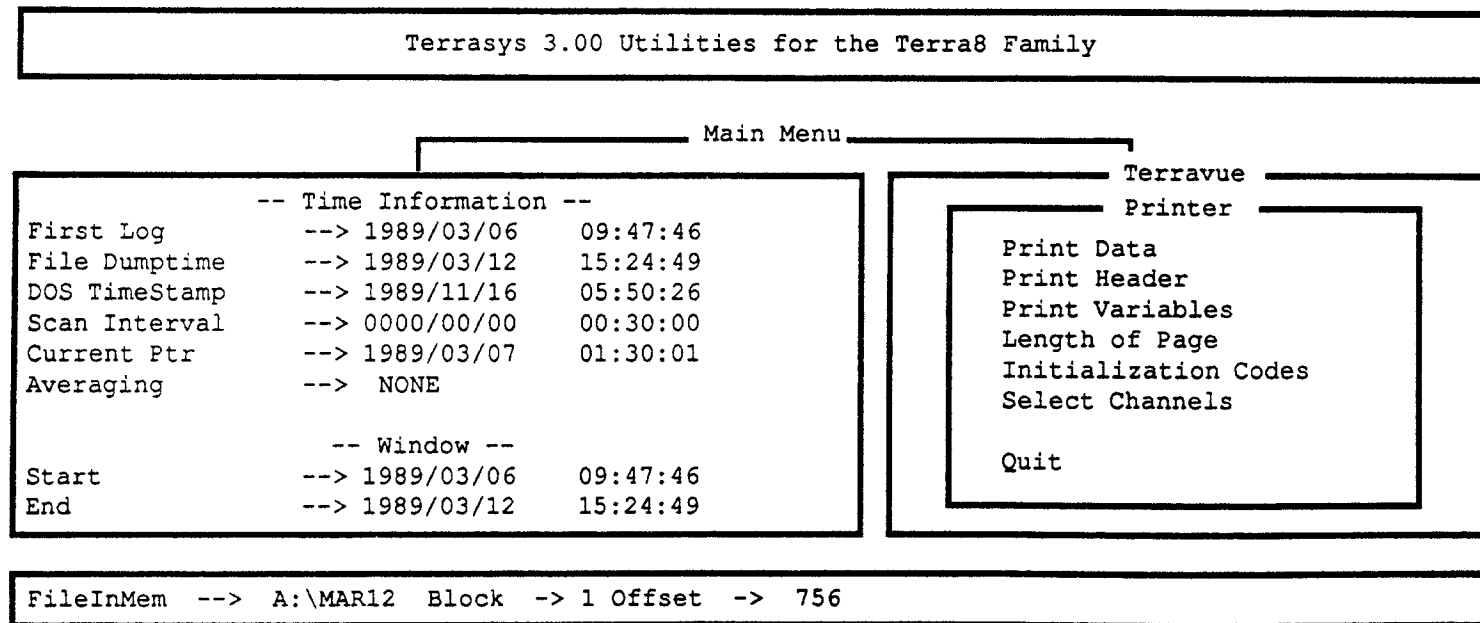 Terrasys 3.00 Utilities for the Terra8 Family
Main Menu
-- Time Information --
First Log --> 1989/03/06 09:47:46
File Dumptime --> 1989/03/12 15:24:49
DOS TimeStamp --> 1989/11/16 05:50:26
Scan Interval --> 0000/00/00 00:30:00
Current Ptr --> 1989/03/07 01:30:01
Averaging --> NONE
-- Window --
Start --> 1989/03/06 09:47:46
End --> 1989/03/12 15:24:49
Terravue
Printer
Print Data
Print Header
Print Variables
Length of Page
Initialization Codes
Select Channels
Quit
FileInMem --> A:\MAR12 Block -> 1 Offset -> 756